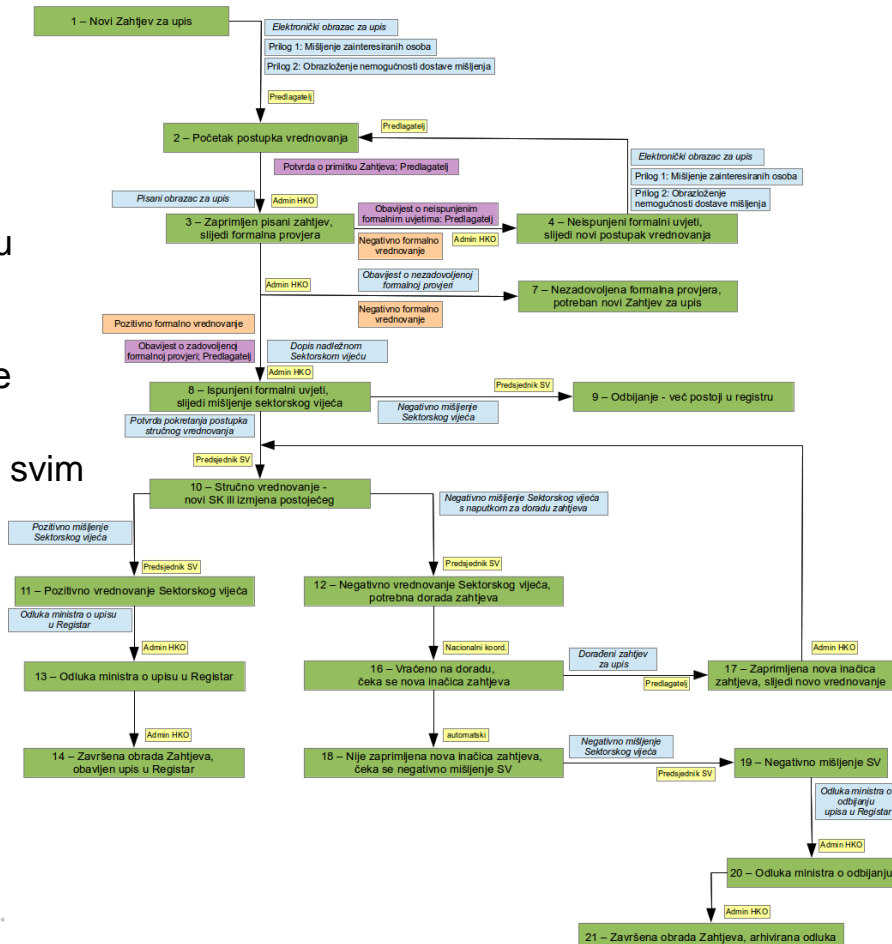 1 – Novi Zahtjev za upis
Elektronički obrazac za upis
Prilog 1: Mišljenje zainteresiranih osoba
Prilog 2: Obrazloženje nemogućnosti dostave mišljenja
Predlagatelj
Predlagatelj
2 – Početak postupka vrednovanja
Elektronički obrazac za upis
Prilog 1: Mišljenje zainteresiranih osoba
Prilog 2: Obrazloženje
nemogućnosti dostave mišljenja
Potvrda o primitku Zahtjeva; Predlagatelj
Pisani obrazac za upis
Admin HKO
3 – Zaprimljen pisani zahtjev,
slijedi formalna provjera
Obavijest o neispunjenim
formalnim uvjetima: Predlagatelj
Negativno formalno
vrednovanje
Admin HKO
4 – Neispunjeni formalni uvjeti,
slijedi novi postupak vrednovanja
u
Admin HKO
Obavijest o nezadovoljenoj
formalnoj provjeri
Negativno formalno
vrednovanje
7 – Nezadovoljena formalna provjera,
potreban novi Zahtjev za upis
Pozitivno formalno vrednovanje
Obavijest o zadovoljenoj
formalnoj provjeri; Predlagatelj
Dopis nadležnom
Sektorskom vijeću
Admin HKO
e
8 – Ispunjeni formalni uvjeti,
slijedi mišljenje sektorskog vijeća
Predsjednik SV
Negativno mišljenje
Sektorskog vijeća
9 – Odbijanje - već postoji u registru
Potvrda pokretanja postupka
stručnog vrednovanja
Predsjednik SV
svim
10 – Stručno vrednovanje -
novi SK ili izmjena postojećeg
Negativno mišljenje Sektorskog vijeća
s naputkom za doradu zahtjeva
Pozitivno mišljenje
Sektorskog vijeća
Predsjednik SV
Predsjednik SV
11 – Pozitivno vrednovanje Sektorskog vijeća
12 – Negativno vrednovanje Sektorskog vijeća,
potrebna dorada zahtjeva
Odluka ministra o upisu
u Registar
Admin HKO
Nacionalni koord.
Admin HKO
13 – Odluka ministra o upisu u Registar
16 – Vraćeno na doradu,
čeka se nova inačica zahtjeva
Dorađeni zahtjev
za upis
Predlagatelj
17 – Zaprimljena nova inačica
zahtjeva, slijedi novo vrednovanje
Admin HKO
automatski
14 – Završena obrada Zahtjeva,
obavljen upis u Registar
18 – Nije zaprimljena nova inačica zahtjeva,
čeka se negativno mišljenje SV
Negativno mišljenje
Sektorskog vijeća
Predsjednik SV
19 – Negativno mišljenje SV
Odluka ministra o
odbijanju
upisa u Registar
Admin HKO
20 – Odluka ministra o odbijanju
Admin HKO
21 – Završena obrada Zahtjeva, arhivirana odluka